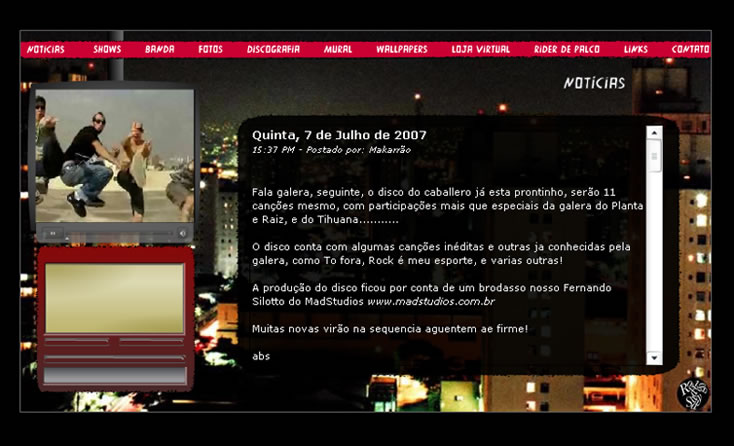 NOTICIAS SHOWS BANDA FOTOS DISCOGRAFIA MURAL WALLPAPERS LOJA VIRTUAL RIDER DE PALCO LINKS CONTATO
NOTÍCIAS
Quinta, 7 de Julho de 2007
15:37 PM - Postado por: Makarrão
Fala galera, seguinte, o disco do caballero já esta prontinho, serão 11
canções mesmo, com participações mais que especiais da galera do Planta
e Raiz, e do Tihuana...........
O disco conta com algumas canções inéditas e outras ja conhecidas pela
galera, como To fora, Rock é meu esporte, e varias outras!
A produção do disco ficou por conta de um brodasso nosso Fernando
Silotto do MadStudios www.madstudios.com.br
Muitas novas virão na sequencia aguentem ae firme!
abs